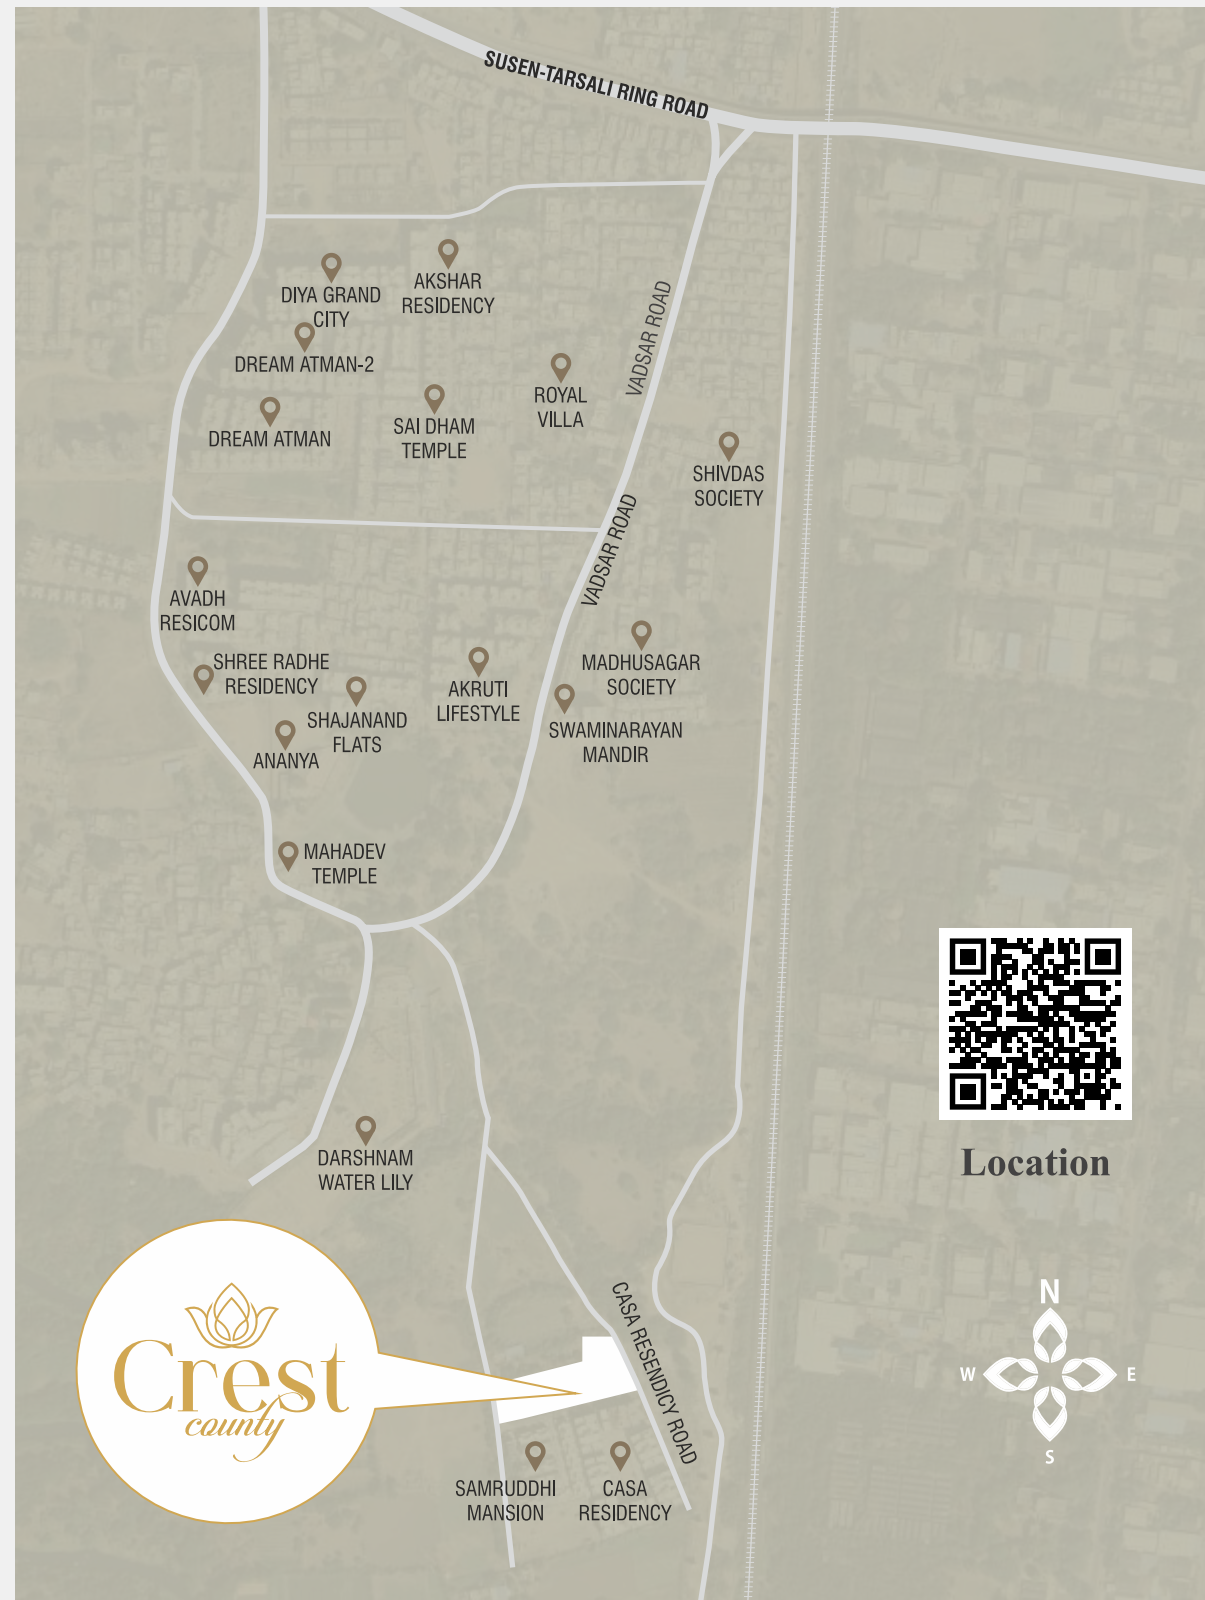 SUSEN-TARSALI RING ROAD
DIYA GRAND
CITY
AKSHAR
RESIDENCY
DREAM ATMAN-2
VADSAR ROAD
ROYAL
VILLA
DREAM ATMAN
SAI DHAM
TEMPLE
SHIVDAS
SOCIETY
VADSAR ROAD
AVADH
RESICOM
SHREE RADHE
RESIDENCY
SHAJANAND
FLATS
AKRUTI
LIFESTYLE
MADHUSAGAR
SOCIETY
SWAMINARAYAN
MANDIR
ANANYA
MAHADEV
TEMPLE
DARSHNAM
WATER LILY
Location
Crest
county
CASA RESENDICY ROAD
N
W
E
S
SAMRUDDHI
MANSION
CASA
RESIDENCY